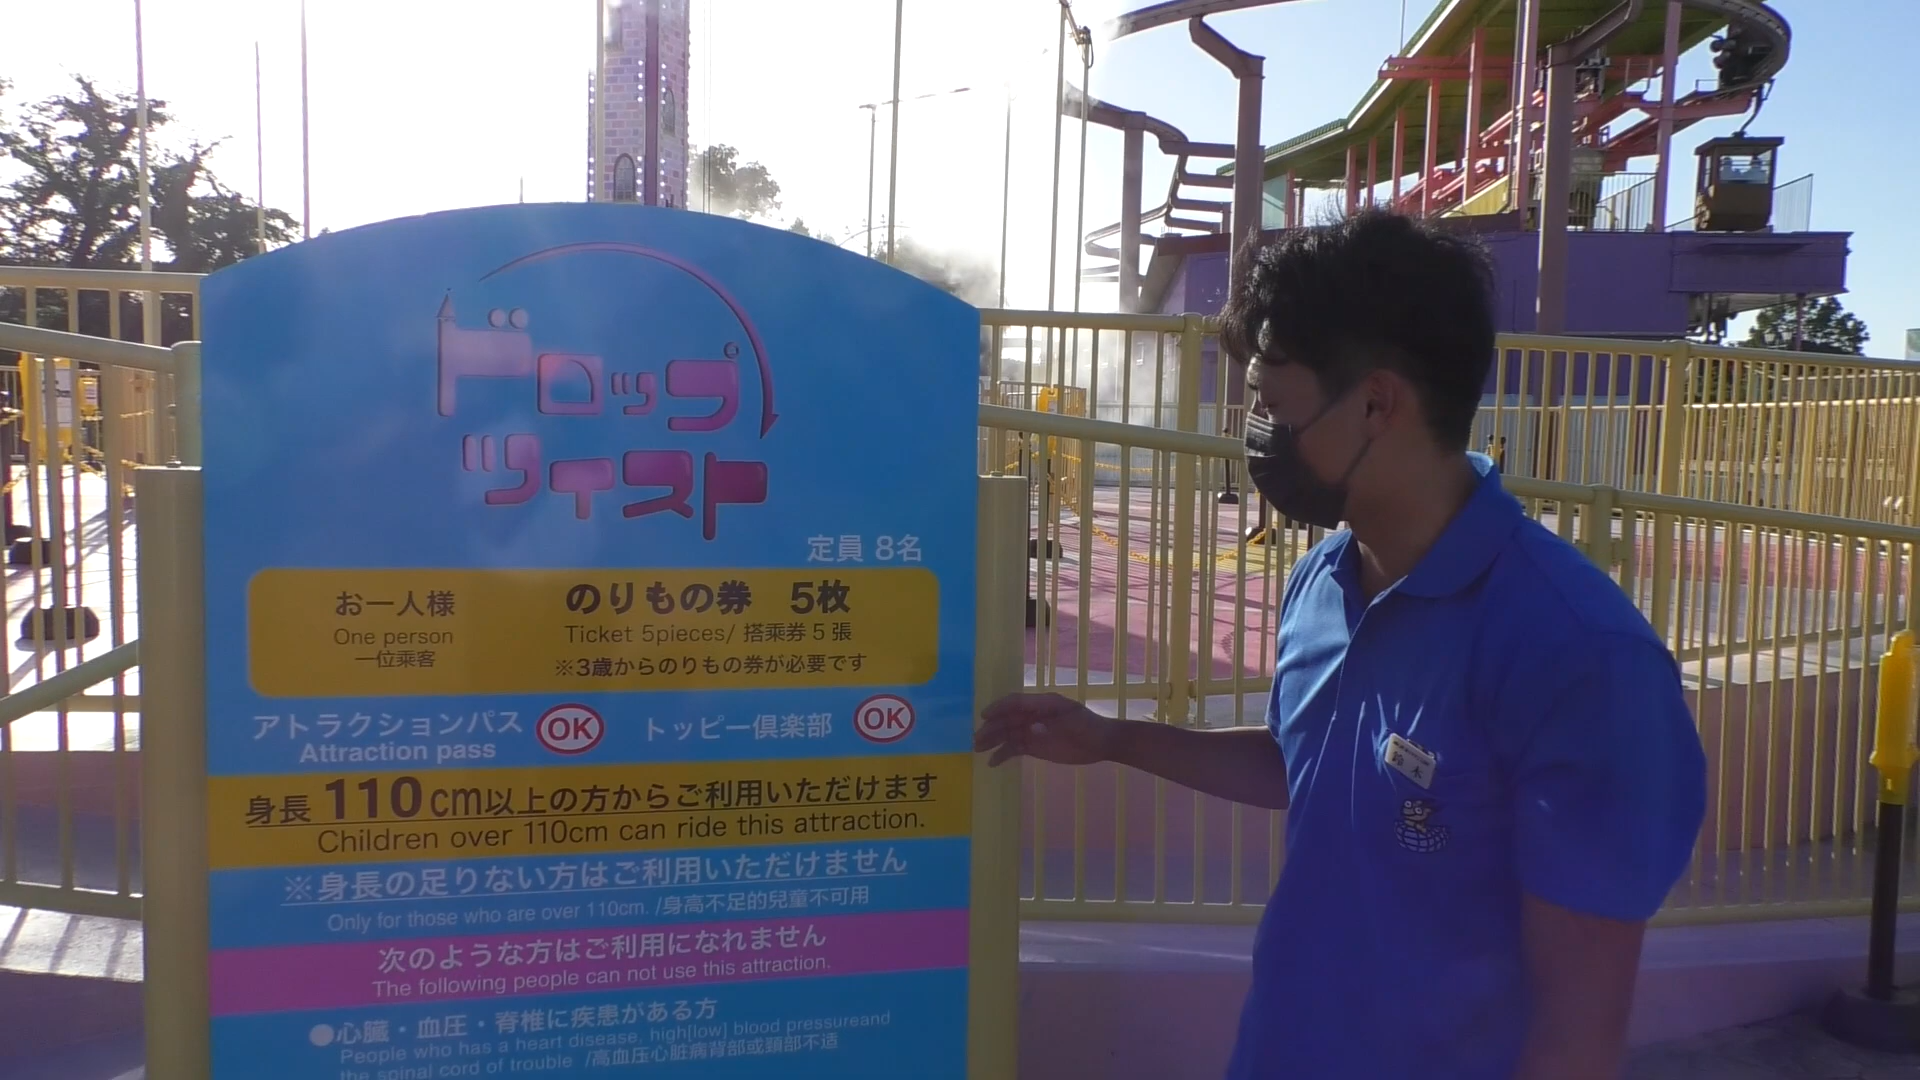 ドロップ
ツイスト
定員 8名
お一人様
One person
一位乘客
のりもの券 5枚
Ticket 5pieces/ 搭乘券 5 張
※3歳からのりもの券が必要です
アトラクションパス OK
Attraction pass
トッピー倶楽部 OK
身長 110cm以上の方からご利用いただけます
Children over 110cm can ride this attraction.
※身長の足りない方はご利用いただけません
Only for those who are over 110cm. /身高不足的兒童不可用
次のような方はご利用になれません
The following people can not use this attraction.
●心臓・血圧・脊椎に疾患がある方
People who has a heart disease, high[low] blood pressureand
the spinal cord of trouble /高血压心脏病背部或頸部不适
鈴木